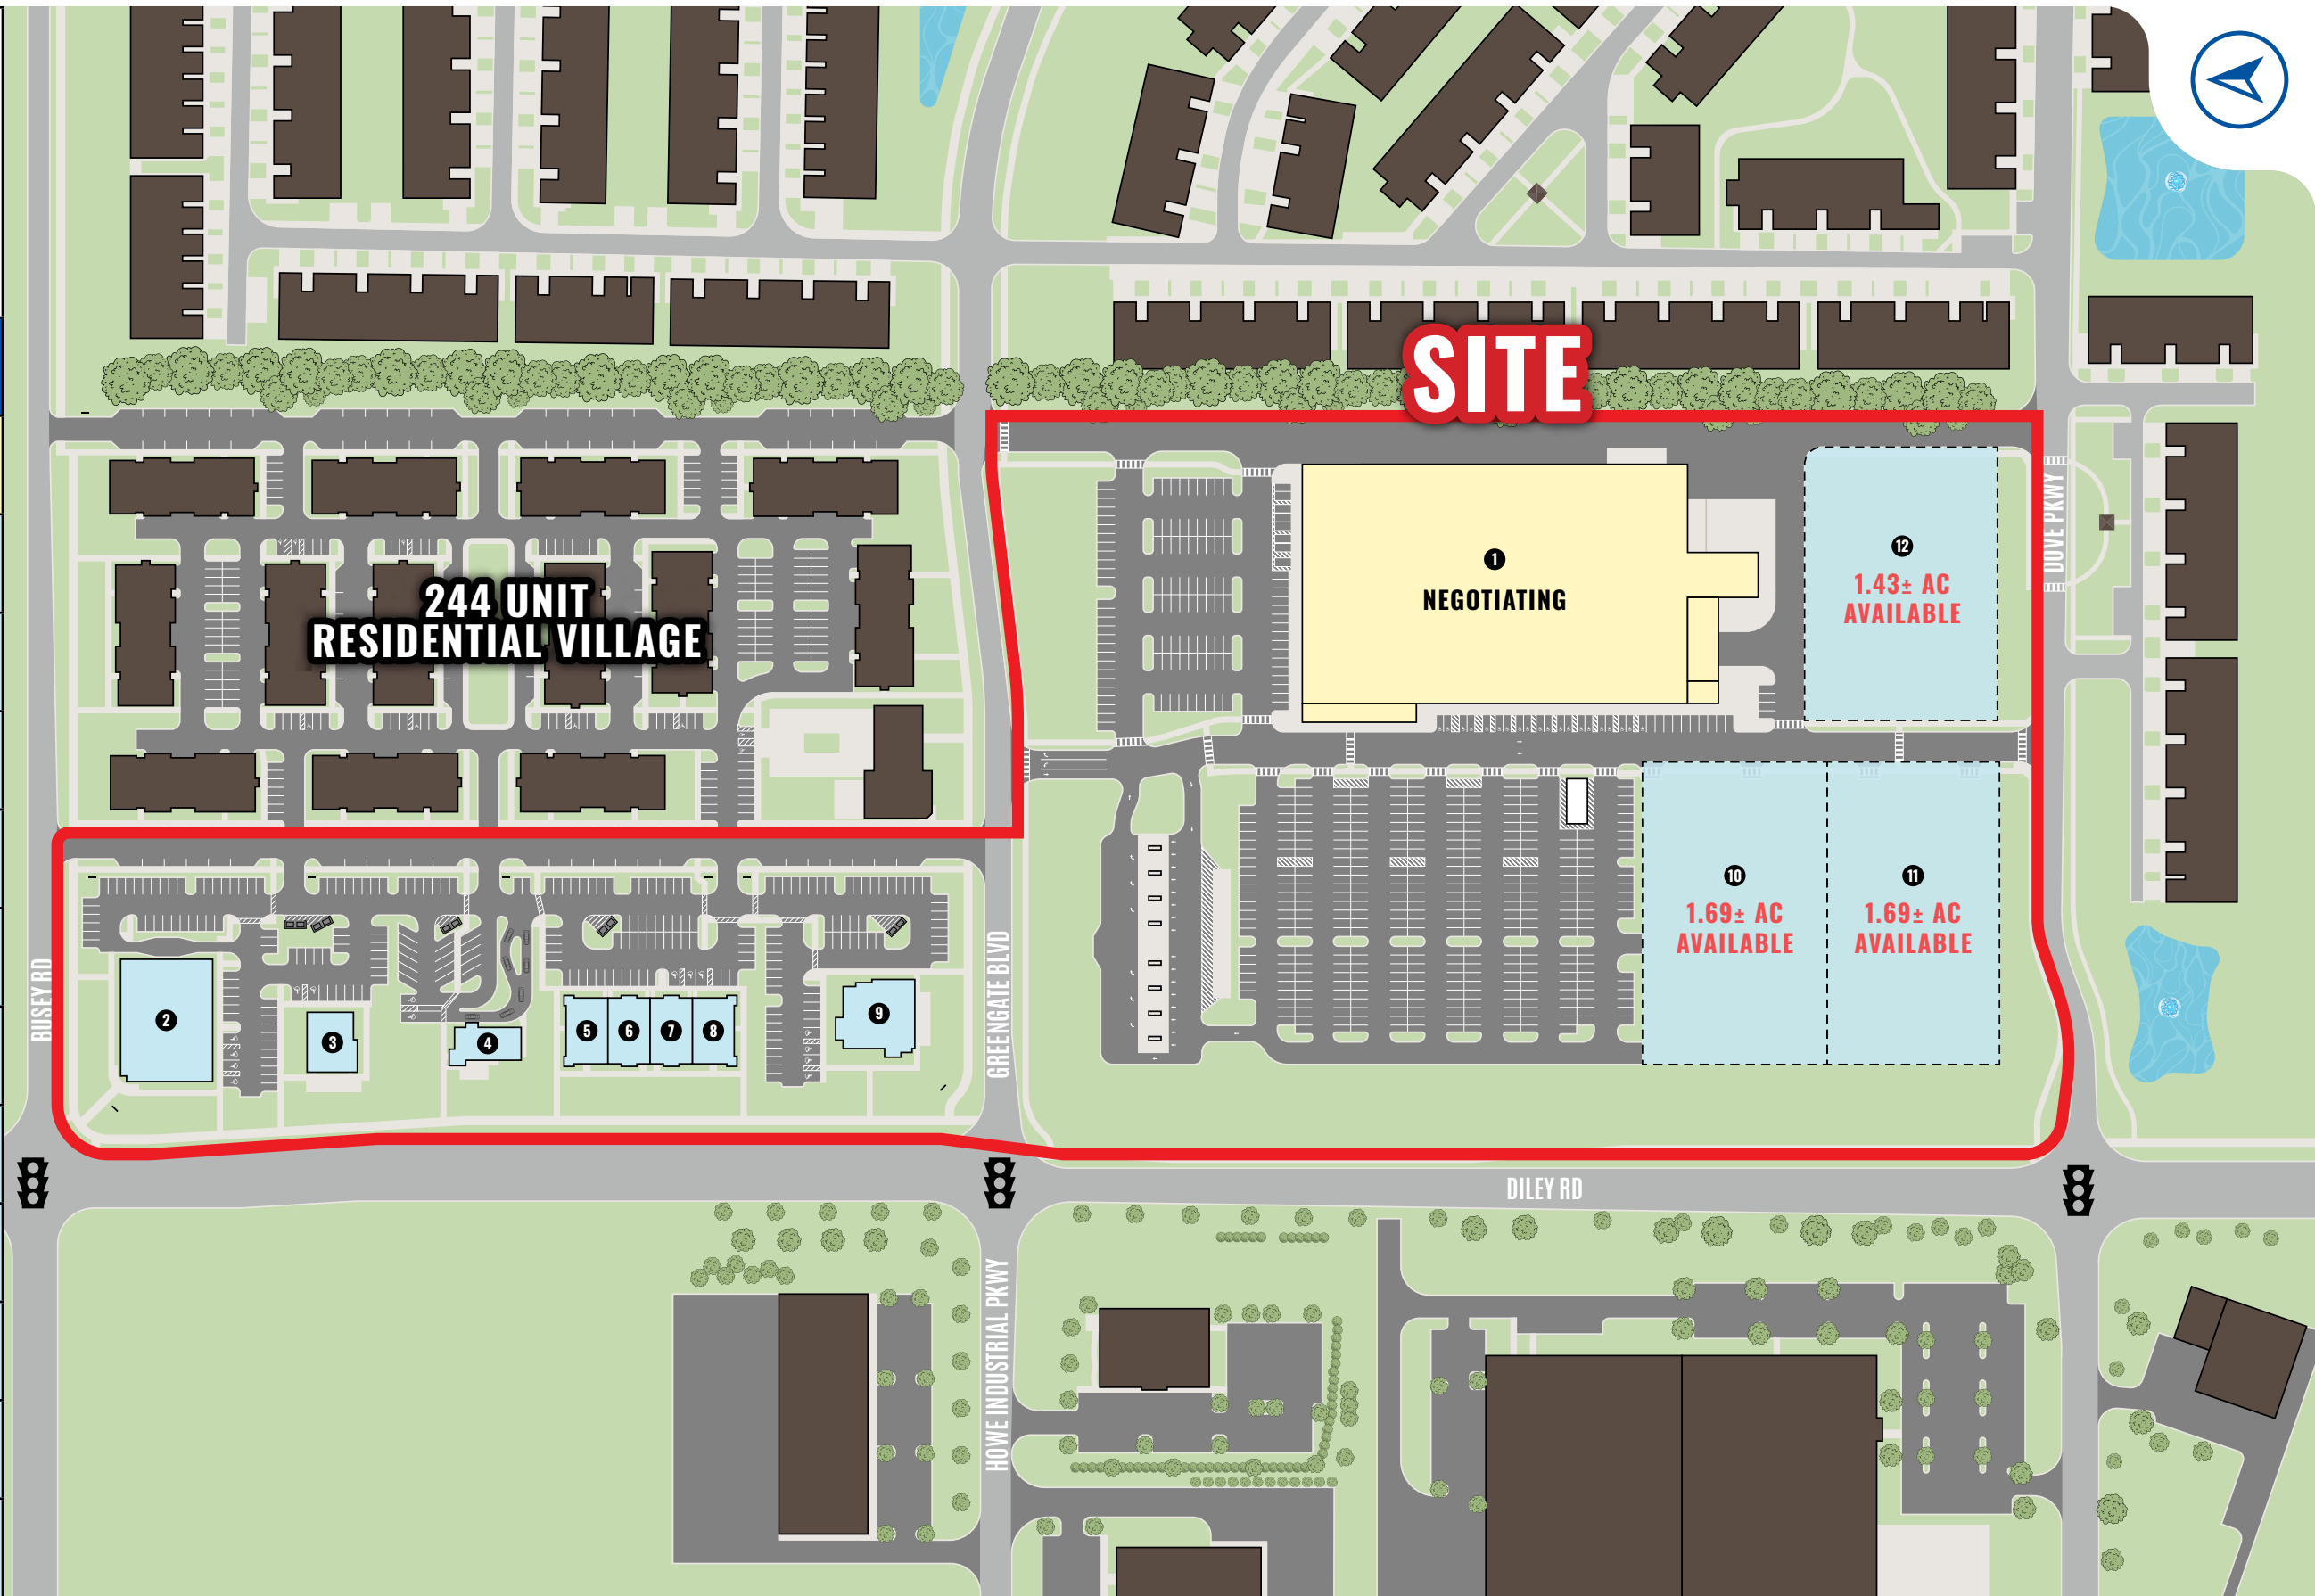 SITE
244 UNIT
RESIDENTIAL VILLAGE
1
NEGOTIATING
12
1.43± AC
AVAILABLE
DOVE PKWY
10
1.69± AC
AVAILABLE
11
1.69± AC
AVAILABLE
BUSEY RD
2
3
4
5
6
7
8
9
GREENGATE BLVD
DILEY RD
HOWE INDUSTRIAL PKWY